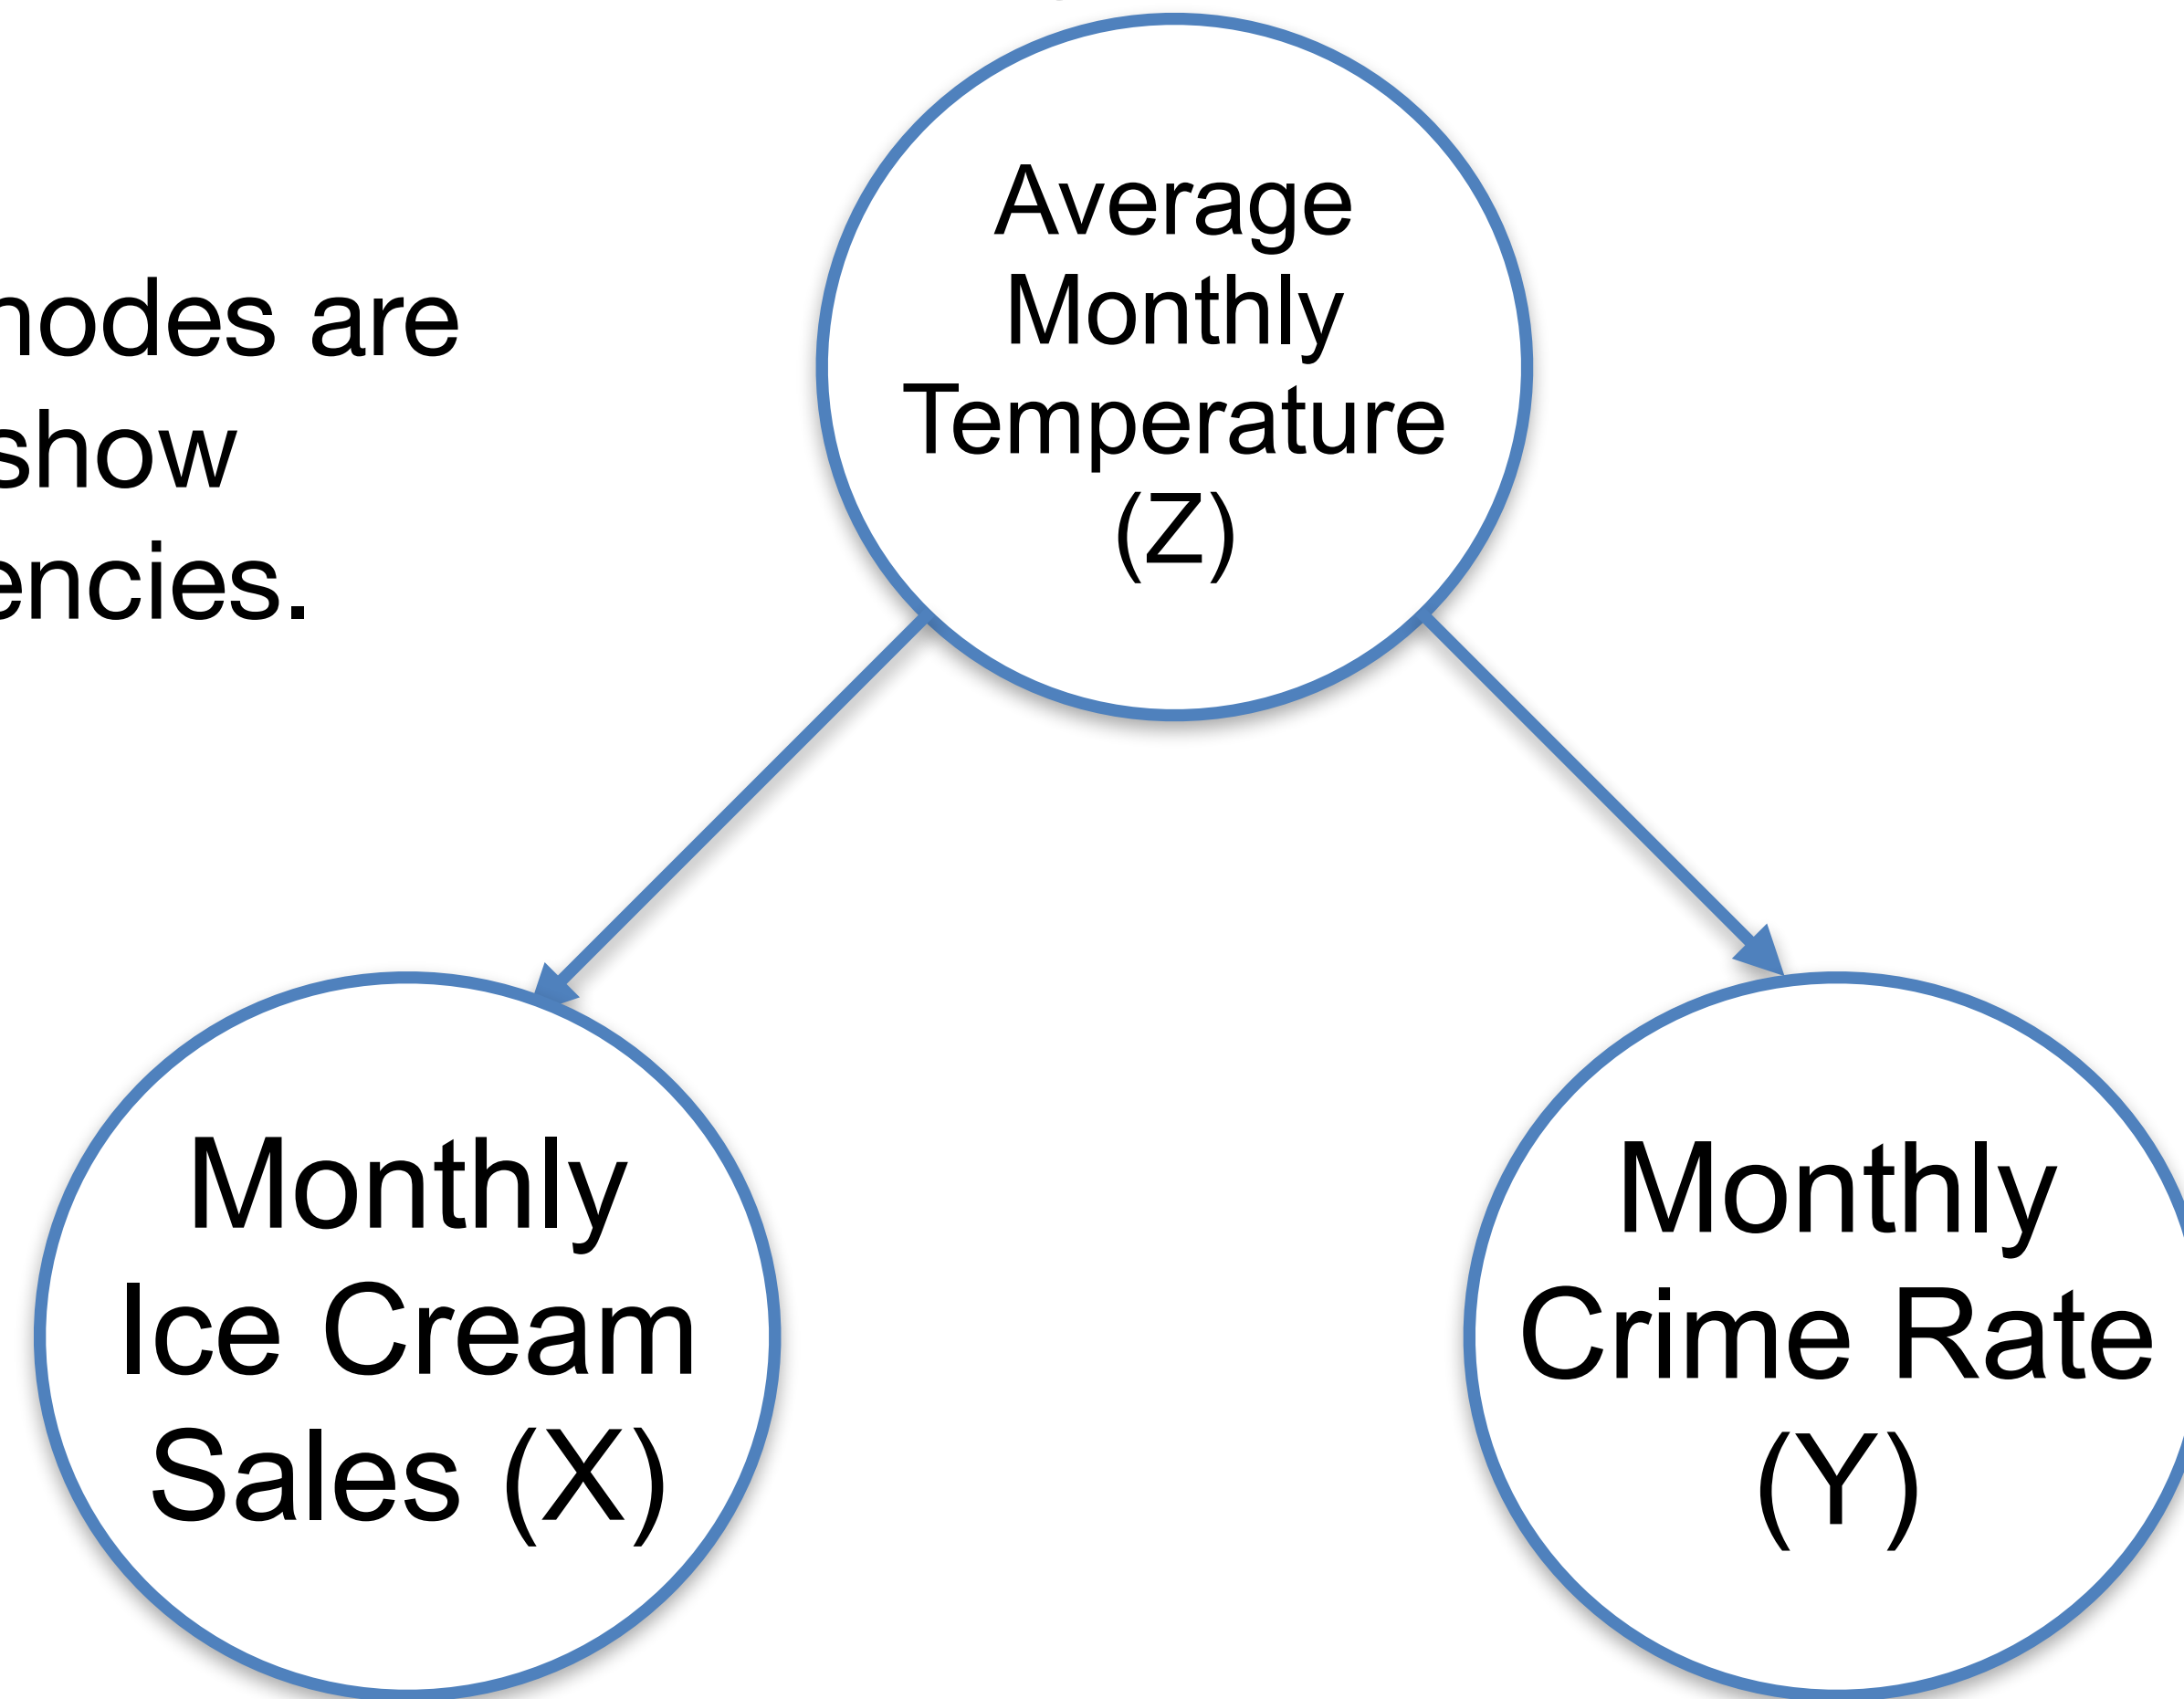 nodes are
show
encies.
Average
Monthly
Temperature
(Z)
Monthly
Ice Cream
Sales (X)
Monthly
Crime Rate
(Y)